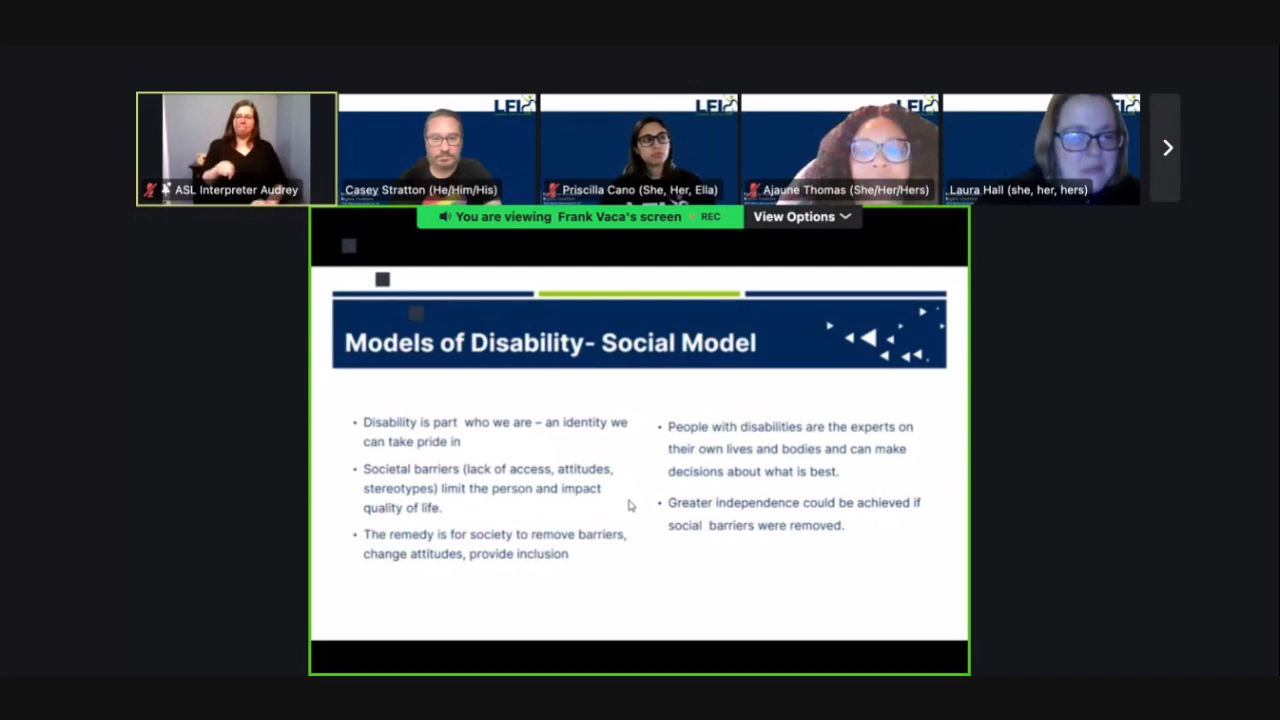 LEI
LEI
LEI
EI
ASL Interpreter Audrey
Casey Stratton (He/Him/His)
Priscilla Cano (She, Her, Ella)
Ajaune Thomas (She/Her/Hers)
Laura Hall (she, her, hers)
You are viewing Frank Vaca's screen
REC
View Options
Models of Disability- Social Model
• Disability is part who we are – an identity we
can take pride in
• Societal barriers (lack of access, attitudes,
stereotypes) limit the person and impact
quality of life.
• The remedy is for society to remove barriers,
change attitudes, provide inclusion
• People with disabilities are the experts on
their own lives and bodies and can make
decisions about what is best.
• Greater independence could be achieved if
social barriers were removed.